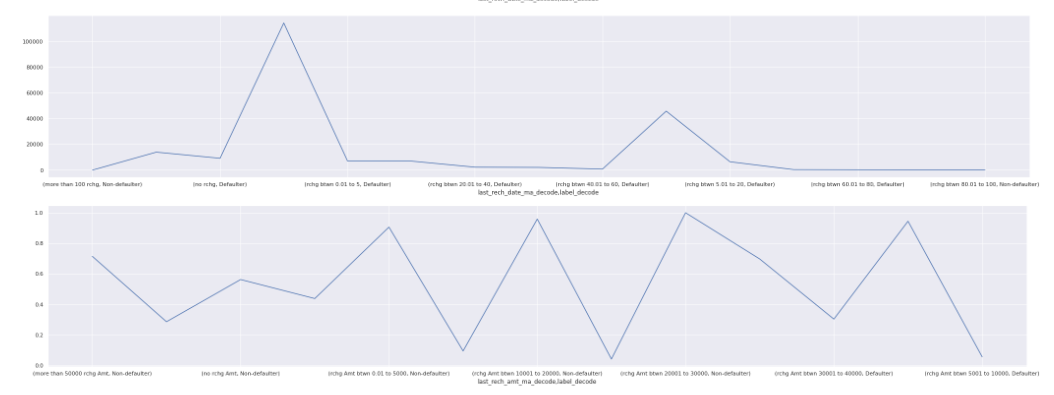 last_rech_date_ma_decode,label_decode
100000
80000
60000
40000
20000
0
(more than 100 rchg, Non-defaulter) (no rchg, Defaulter) (rchg btwn 0.01 to 5, Defaulter) (rchg btwn 20.01 to 40, Defaulter) (rchg btwn 40.01 to 60, Defaulter) (rchg btwn 5.01 to 20, Defaulter) (rchg btwn 60.01 to 80, Defaulter) (rchg btwn 80.01 to 100, Non-defaulter)
last_rech_date_ma_decode,label_decode
1.0
0.8
0.6
0.4
0.2
0.0
(more than 50000 rchg Amt, Non-defaulter) (no rchg Amt, Non-defaulter) (rchg Amt btwn 0.01 to 5000, Non-defaulter) (rchg Amt btwn 10001 to 20000, Non-defaulter) (rchg Amt btwn 20001 to 30000, Non-defaulter) (rchg Amt btwn 30001 to 40000, Defaulter) (rchg Amt btwn 5001 to 10000, Defaulter)
last_rech_amt_ma_decode,label_decode